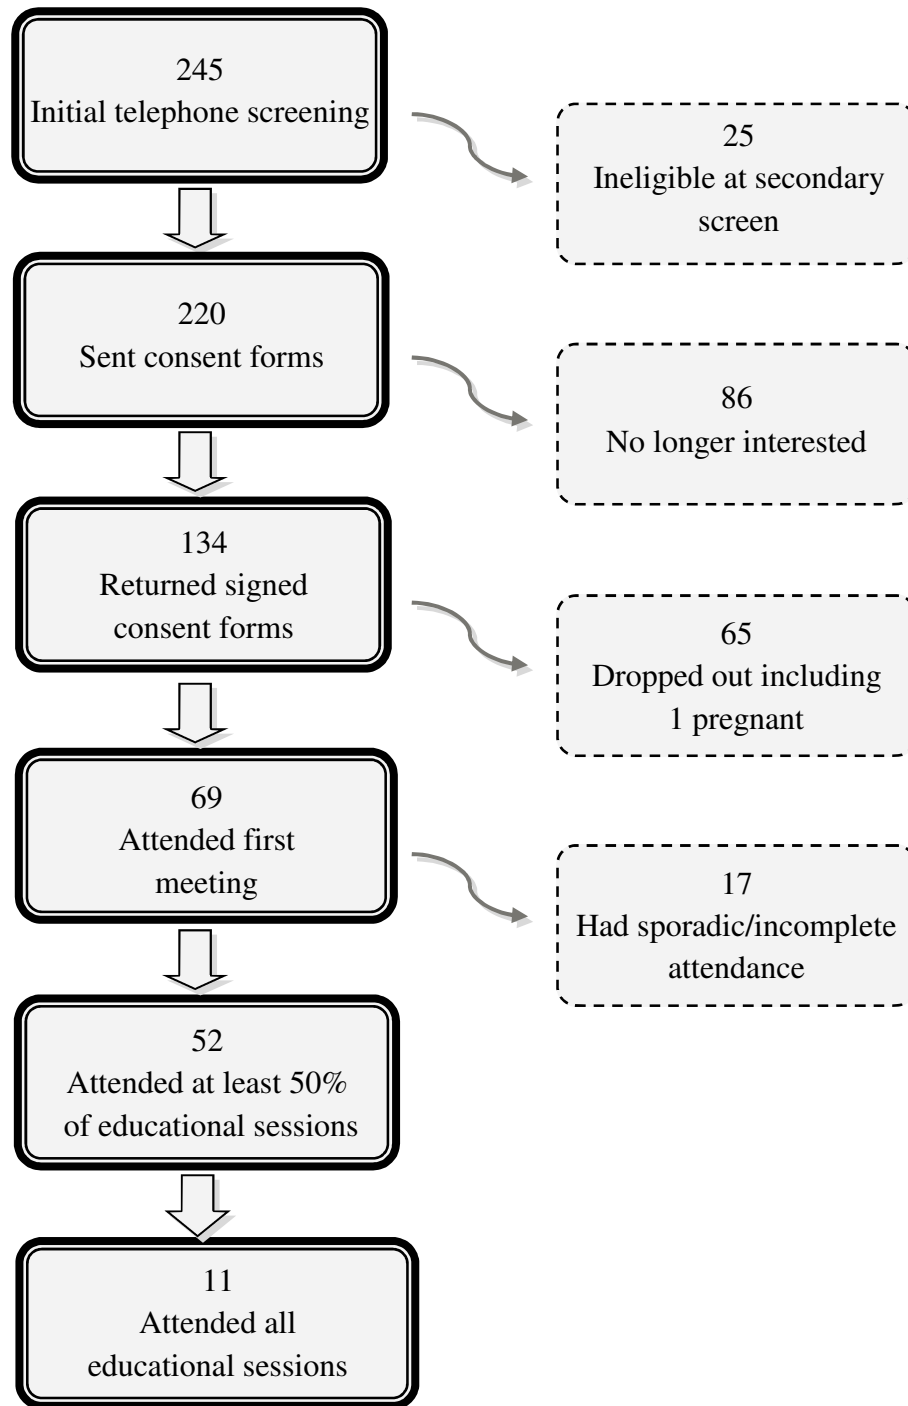 245
Initial telephone screening
25
Ineligible at secondary
screen
220
Sent consent forms
86
No longer interested
134
Returned signed
consent forms
65
Dropped out including
1 pregnant
69
Attended first
meeting
17
Had sporadic/incomplete
attendance
52
Attended at least 50%
of educational sessions
11
Attended all
educational sessions